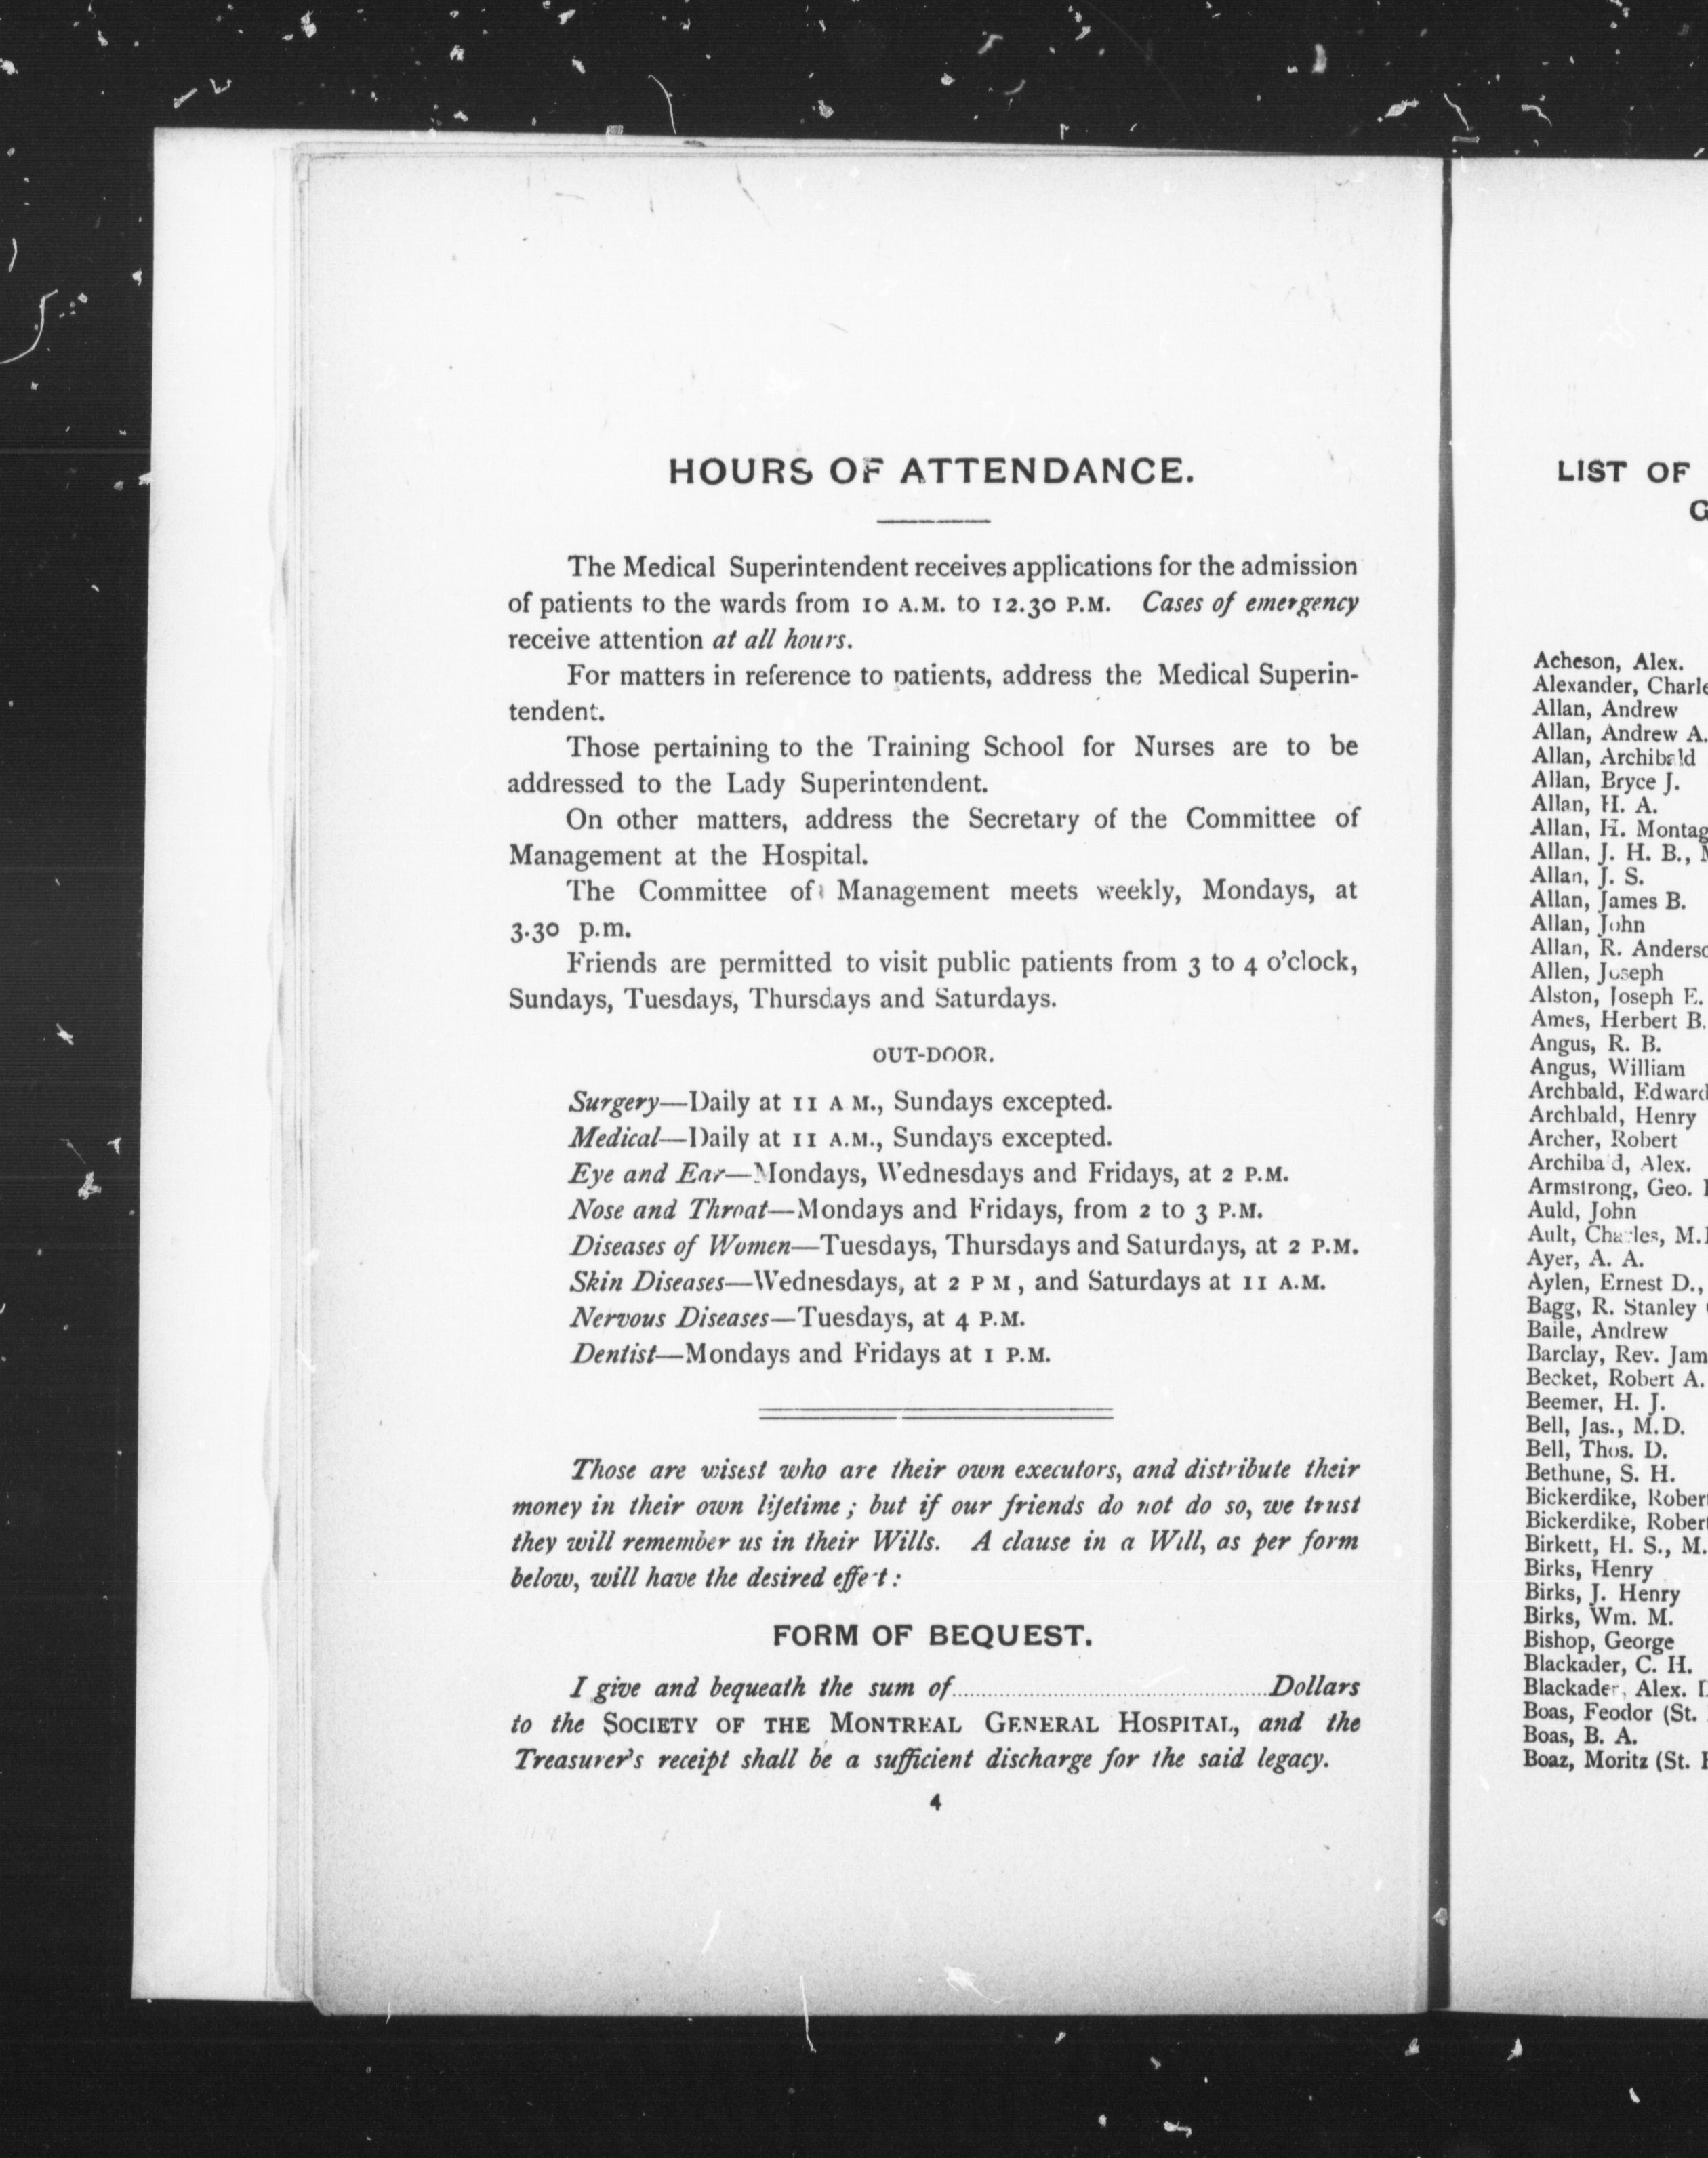 HOURS OF ATTENDANCE.
The Medical Superintendent receives applications for the admission
of patients to the wards from 10 A.M. to 12.30 P.M. Cases of emergency
receive attention at all hours.
For matters in reference to patients, address the Medical Superin-
tendent.
Those pertaining to the Training School for Nurses are to be
addressed to the Lady Superintendent.
On other matters, address the Secretary of the Committee of
Management at the Hospital.
The Committee of Management meets weekly, Mondays, at
3.30 p.m.
Friends are permitted to visit public patients from 3 to 4 o'clock,
Sundays, Tuesdays, Thursdays and Saturdays.
OUT-DOOR.
Surgery—Daily at 11 A M., Sundays excepted.
Medical—Daily at 11 A.M., Sundays excepted.
Eye and Ear—Mondays, Wednesdays and Fridays, at 2 P.M.
Nose and Throat—Mondays and Fridays, from 2 to 3 P.M.
Diseases of Women—Tuesdays, Thursdays and Saturdays, at 2 P.M.
Skin Diseases—Wednesdays, at 2 P M , and Saturdays at 11 A.M.
Nervous Diseases—Tuesdays, at 4 P.M.
Dentist—Mondays and Fridays at 1 P.M.
Those are wisest who are their own executors, and distribute their
money in their own lifetime ; but if our friends do not do so, we trust
they will remember us in their Wills. A clause in a Will, as per form
below, will have the desired effect :
FORM OF BEQUEST.
I give and bequeath the sum of..............................Dollars
to the SOCIETY OF THE MONTREAL GENERAL HOSPITAL, and the
Treasurer's receipt shall be a sufficient discharge for the said legacy.
4
LIST OF
Acheson, Alex.
Alexander, Charle
Allan, Andrew
Allan, Andrew A.
Allan, Archibald
Allan, Bryce J.
Allan, H. A.
Allan, H. Montag
Allan, J. H. B.,
Allan, J. S.
Allan, James B.
Allan, John
Allan, R. Anderso
Allen, Joseph
Alston, Joseph E.
Ames, Herbert B.
Angus, R. B.
Angus, William
Archbald, Edward
Archbald, Henry
Archer, Robert
Archiba d, Alex.
Armstrong, Geo.
Auld, John
Ault, Charles, M.
Ayer, A. A.
Aylen, Ernest D.,
Bagg, R. Stanley
Baile, Andrew
Barclay, Rev. Jam
Becket, Robert A.
Beemer, H. J.
Bell, Jas., M.D.
Bell, Thos. D.
Bethune, S. H.
Bickerdike, Rober
Bickerdike, Rober
Birkett, H. S., M.
Birks, Henry
Birks, J. Henry
Birks, Wm. M.
Bishop, George
Blackader, C. H.
Blackader, Alex.
Boas, Feodor (St.
Boas, B. A.
Boaz, Moritz (St.